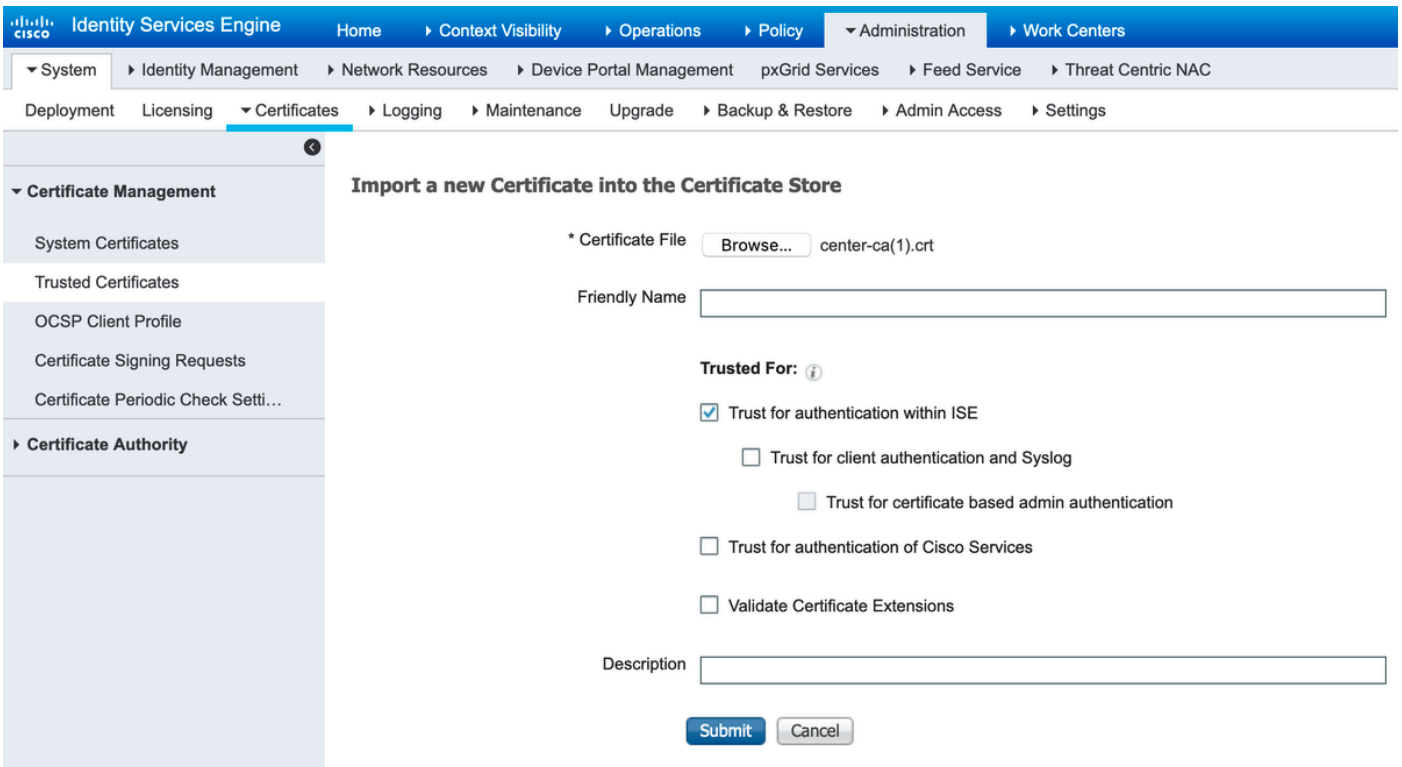 cisco Identity Services Engine Home Context Visibility Operations Policy Administration Work Centers
System Identity Management Network Resources Device Portal Management pxGrid Services Feed Service Threat Centric NAC
Deployment Licensing Certificates Logging Maintenance Upgrade Backup & Restore Admin Access Settings
Certificate Management
System Certificates
Trusted Certificates
OCSP Client Profile
Certificate Signing Requests
Certificate Periodic Check Setti...
Certificate Authority
Import a new Certificate into the Certificate Store
* Certificate File Browse... center-ca(1).crt
Friendly Name
Trusted For: i
Trust for authentication within ISE
Trust for client authentication and Syslog
Trust for certificate based admin authentication
Trust for authentication of Cisco Services
Validate Certificate Extensions
Description
Submit Cancel